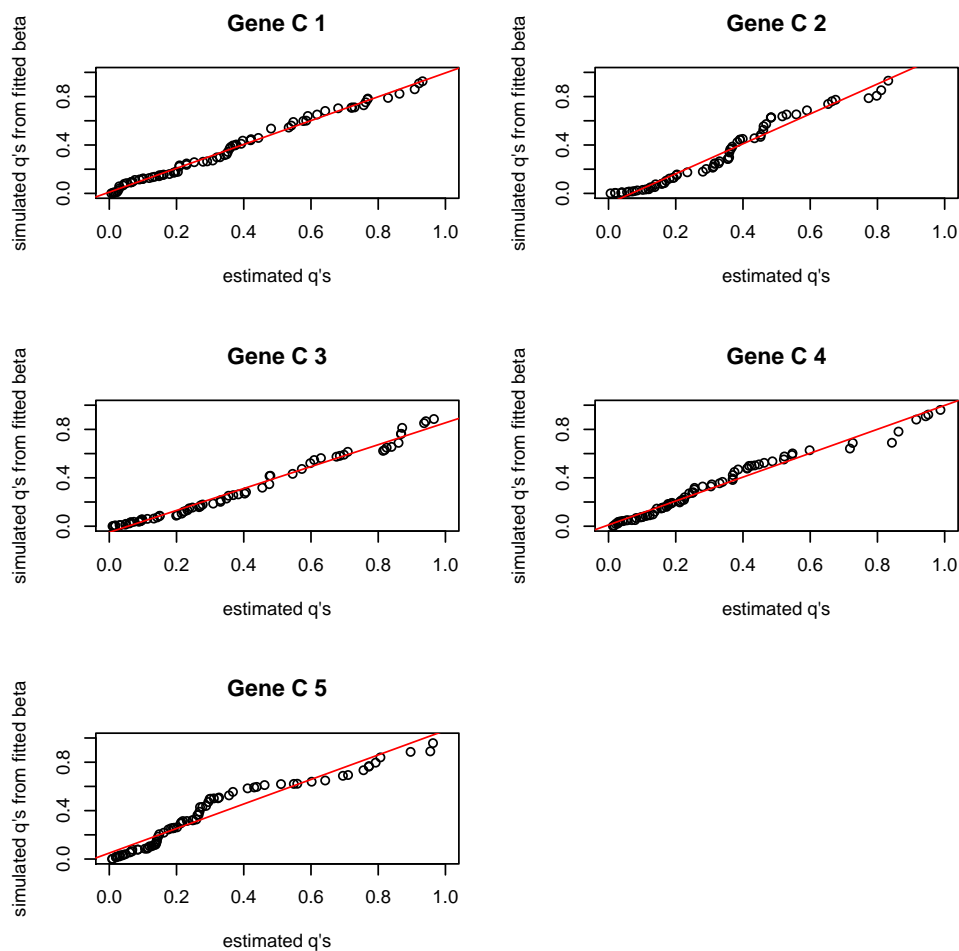 Gene C 1
simulated q's from fitted beta
0.0 0.4 0.8
0.0 0.2 0.4 0.6 0.8 1.0
estimated q's
Gene C 2
simulated q's from fitted beta
0.0 0.4 0.8
0.0 0.2 0.4 0.6 0.8 1.0
estimated q's
Gene C 3
simulated q's from fitted beta
0.0 0.4 0.8
0.0 0.2 0.4 0.6 0.8 1.0
estimated q's
Gene C 4
simulated q's from fitted beta
0.0 0.4 0.8
0.0 0.2 0.4 0.6 0.8 1.0
estimated q's
Gene C 5
simulated q's from fitted beta
0.0 0.4 0.8
0.0 0.2 0.4 0.6 0.8 1.0
estimated q's